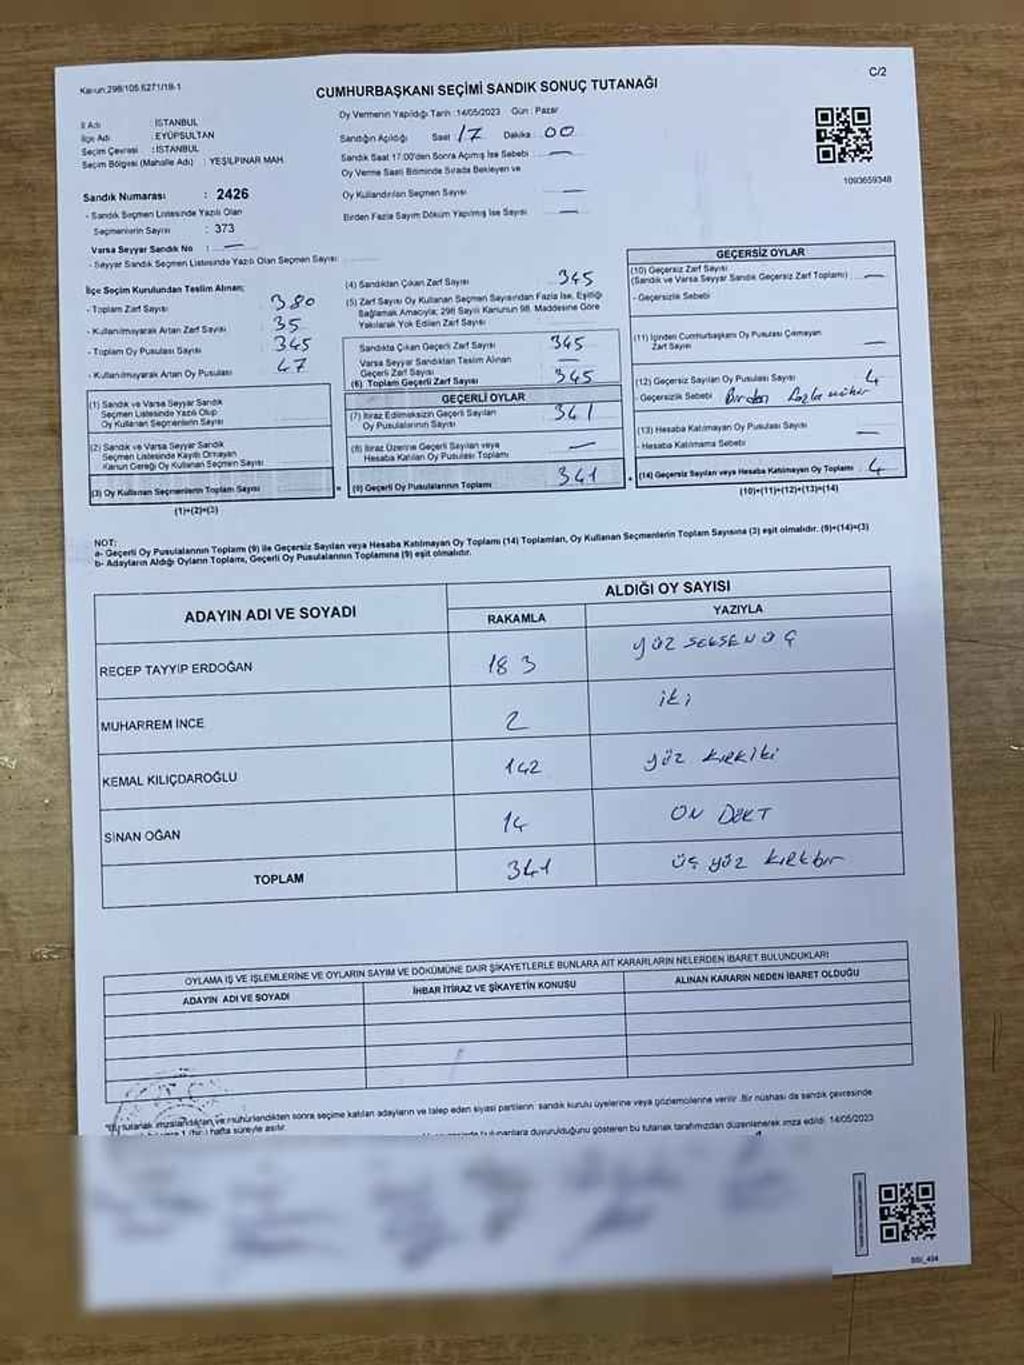 Kanun:298/105,6271/18-1
C/2
CUMHURBAŞKANI SEÇİMİ SANDIK SONUÇ TUTANAĞI
İl Adı : İSTANBUL
İlçe Adı : EYÜPSULTAN
Seçim Çevresi : İSTANBUL
Seçim Bölgesi (Mahalle Adı) : YEŞİLPINAR MAH.
Oy Vermenin Yapıldığı Tarih :14/05/2023 Gün : Pazar
Sandığın Açıldığı Saat 17 Dakika : 00
Sandık Saat 17:00'den Sonra Açılmış İse Sebebi —
Oy Verme Saati Bitiminde Sırada Bekleyen ve
Oy Kullandırılan Seçmen Sayısı —
Birden Fazla Sayım Döküm Yapılmış İse Sayısı —
1093659348
Sandık Numarası : 2426
- Sandık Seçmen Listesinde Yazılı Olan
Seçmenlerin Sayısı : 373
Varsa Seyyar Sandık No : —
- Seyyar Sandık Seçmen Listesinde Yazılı Olan Seçmen Sayısı:
İlçe Seçim Kurulundan Teslim Alınan;
- Toplam Zarf Sayısı 380
- Kullanılmayarak Artan Zarf Sayısı 35
- Toplam Oy Pusulası Sayısı 345
- Kullanılmayarak Artan Oy Pusulası 47
(1) Sandık ve Varsa Seyyar Sandık
Seçmen Listesinde Yazılı Olup
Oy Kullanan Seçmenlerin Sayısı
(2) Sandık ve Varsa Seyyar Sandık
Seçmen Listesinde Kayıtlı Olmayan
Kanun Gereği Oy Kullanan Seçmen Sayısı
(3) Oy Kullanan Seçmenlerin Toplam Sayısı
(1)+(2)=(3)
(4) Sandıktan Çıkan Zarf Sayısı 345
(5) Zarf Sayısı Oy Kullanan Seçmen Sayısından Fazla İse, Eşitliği
Sağlamak Amacıyla; 298 Sayılı Kanunun 98. Maddesine Göre
Yakılarak Yok Edilen Zarf Sayısı
Sandıkta Çıkan Geçerli Zarf Sayısı 345
Varsa Seyyar Sandıktan Teslim Alınan
Geçerli Zarf Sayısı —
(6) Toplam Geçerli Zarf Sayısı 345
GEÇERLİ OYLAR
(7) İtiraz Edilmeksizin Geçerli Sayılan
Oy Pusulasının Sayısı 341
(8) İtiraz Üzerine Geçerli Sayılan veya
Hesaba Katılan Oy Pusulası Toplamı —
(9) Geçerli Oy Pusulalarının Toplamı 341
GEÇERSİZ OYLAR
(10) Geçersiz Zarf Sayısı
(Sandık ve Varsa Seyyar Sandık Geçersiz Zarf Toplamı) —
- Geçersizlik Sebebi
(11) İçinden Cumhurbaşkanı Oy Pusulası Çıkmayan
Zarf Sayısı —
(12) Geçersiz Sayılan Oy Pusulası Sayısı 4
- Geçersizlik Sebebi Birden fazla mühür
(13) Hesaba Katılmayan Oy Pusulası Sayısı —
- Hesaba Katılmama Sebebi
(14) Geçersiz Sayılan veya Hesaba Katılmayan Oy Toplamı 4
(10)+(11)+(12)+(13)=(14)
NOT:
a- Geçerli Oy Pusulalarının Toplamı (9) ile Geçersiz Sayılan veya Hesaba Katılmayan Oy Toplamı (14) Toplamları, Oy Kullanan Seçmenlerin Toplam Sayısına (3) eşit olmalıdır. (9)+(14)=(3)
b- Adayların Aldığı Oyların Toplamı, Geçerli Oy Pusulalarının Toplamına (9) eşit olmalıdır.
ADAYIN ADI VE SOYADI
ALDIĞI OY SAYISI
RAKAMLA YAZIYLA
RECEP TAYYİP ERDOĞAN 183 yüz SEKSEN ÜÇ
MUHARREM İNCE 2 iki
KEMAL KILIÇDAROĞLU 142 yüz kırkiki
SİNAN OĞAN 14 ON DÖRT
TOPLAM 341 üç yüz kırkbir
OYLAMA İŞ VE İŞLEMLERİNE VE OYLARIN SAYIM VE DÖKÜMÜNE DAİR ŞİKAYETLERLE BUNLARA AİT KARARLARIN NELERDEN İBARET BULUNDUKLARI
ADAYIN ADI VE SOYADI İHBAR İTİRAZ VE ŞİKAYETİN KONUSU ALINAN KARARIN NEDEN İBARET OLDUĞU
"Bu tutanak imzalandıktan ve mühürlendikten sonra seçime katılan adayların ve talep eden siyasi partilerin sandık kurulu üyelerine veya gözlemcilerine verilir. Bir nüshası da sandık çevresinde
1 (bir) hafta süreyle asılır.
bulunanlara duyurulduğunu gösteren bu tutanak tarafımızdan düzenlenerek imza edildi. 14/05/2023